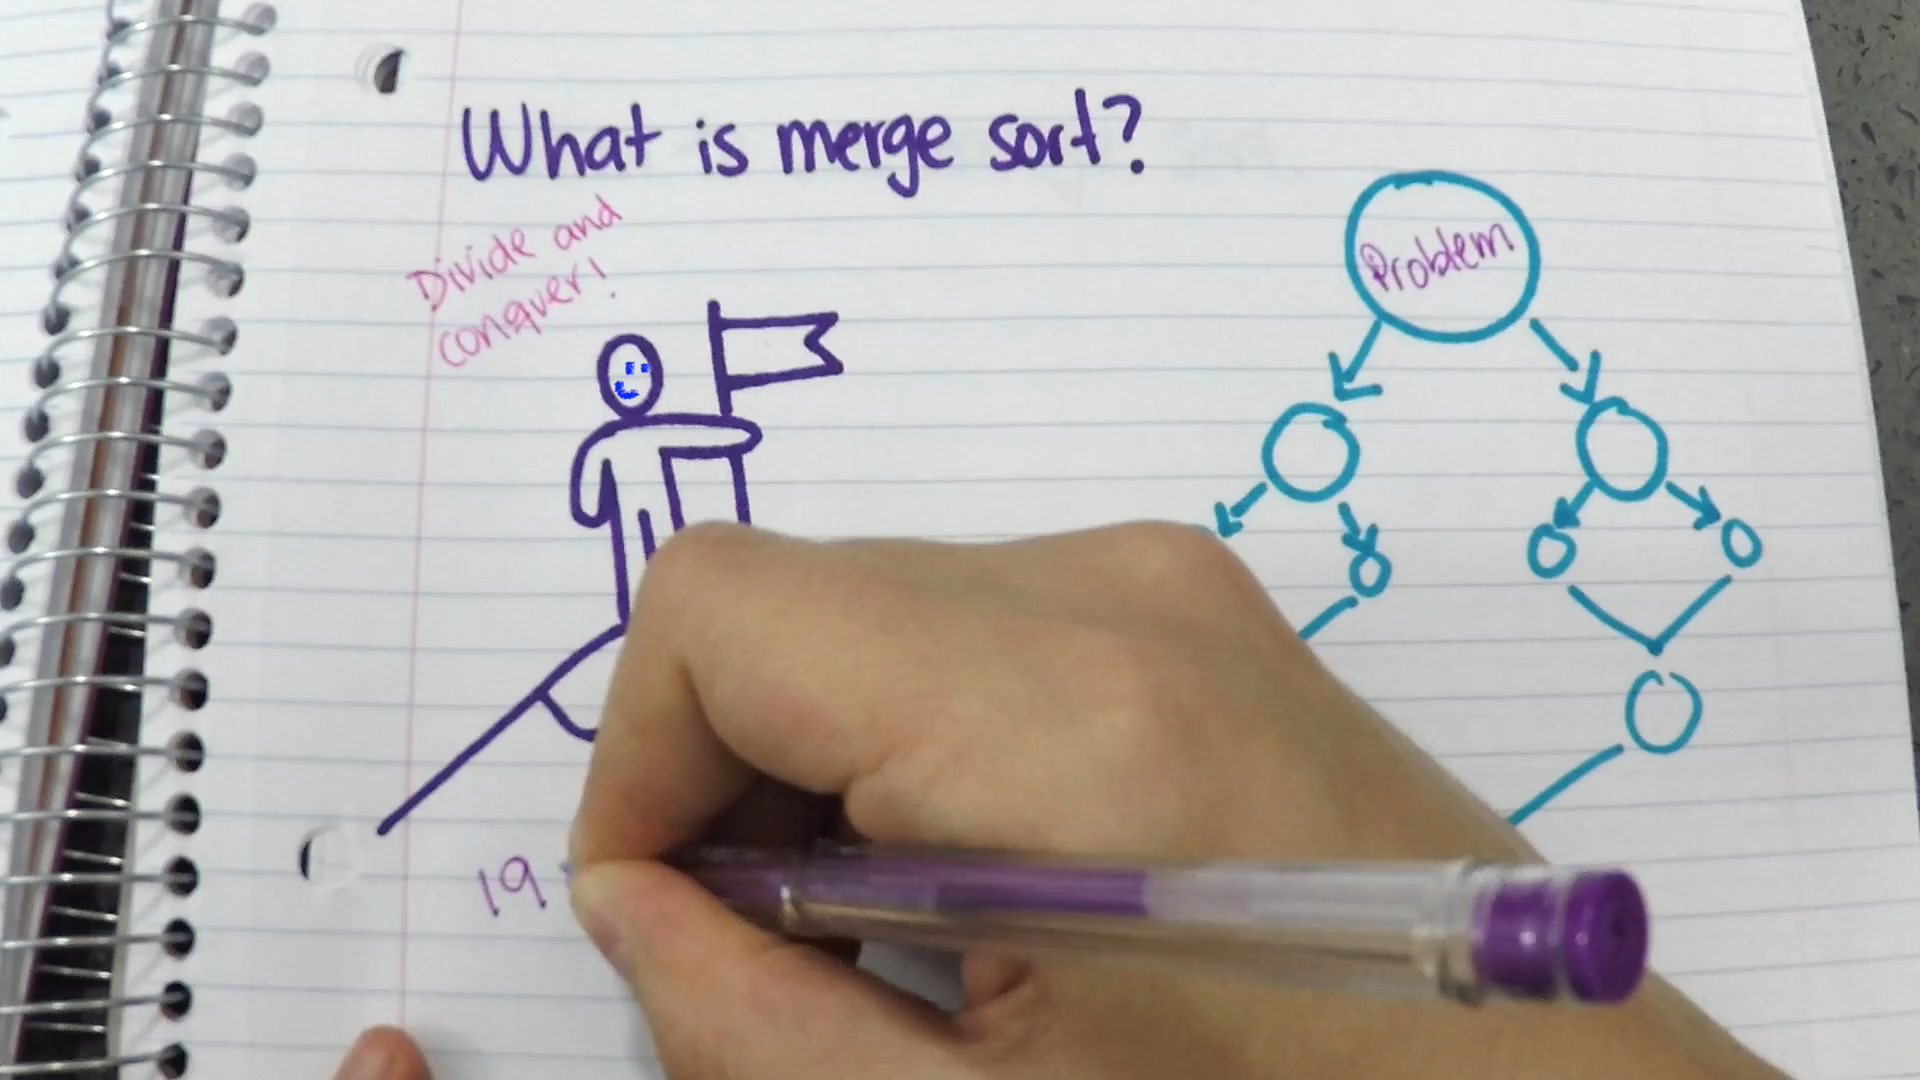 What is merge sort?
Divide and
conquer!
Problem
19